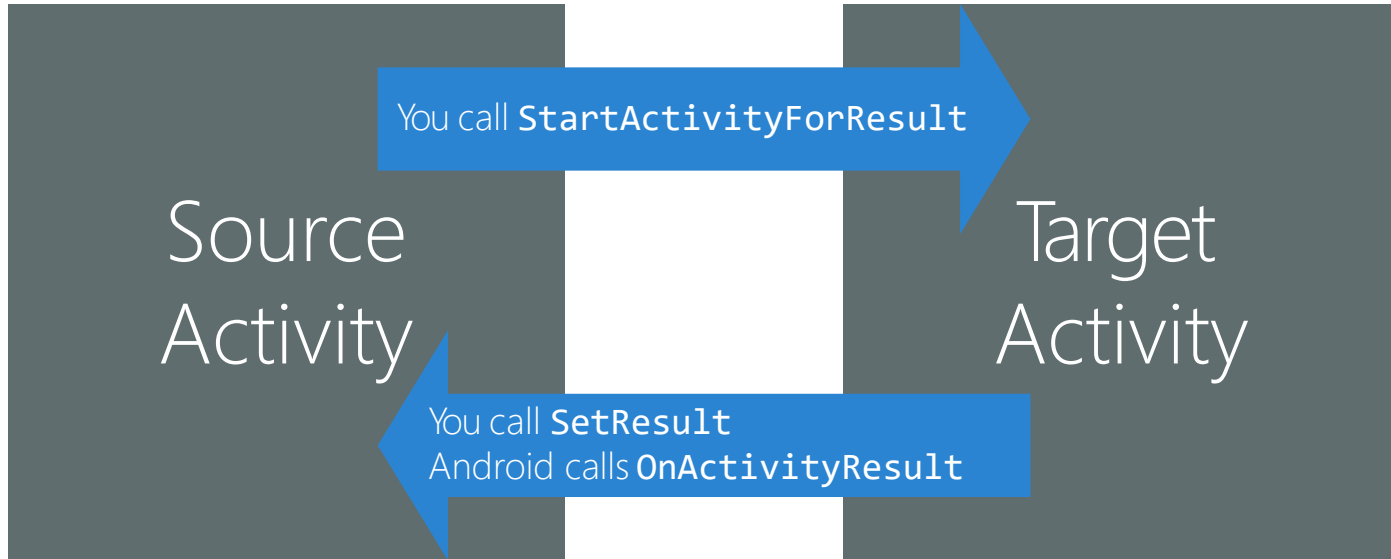 You call StartActivityForResult
Source
Activity
Target
Activity
You call SetResult
Android calls OnActivityResult